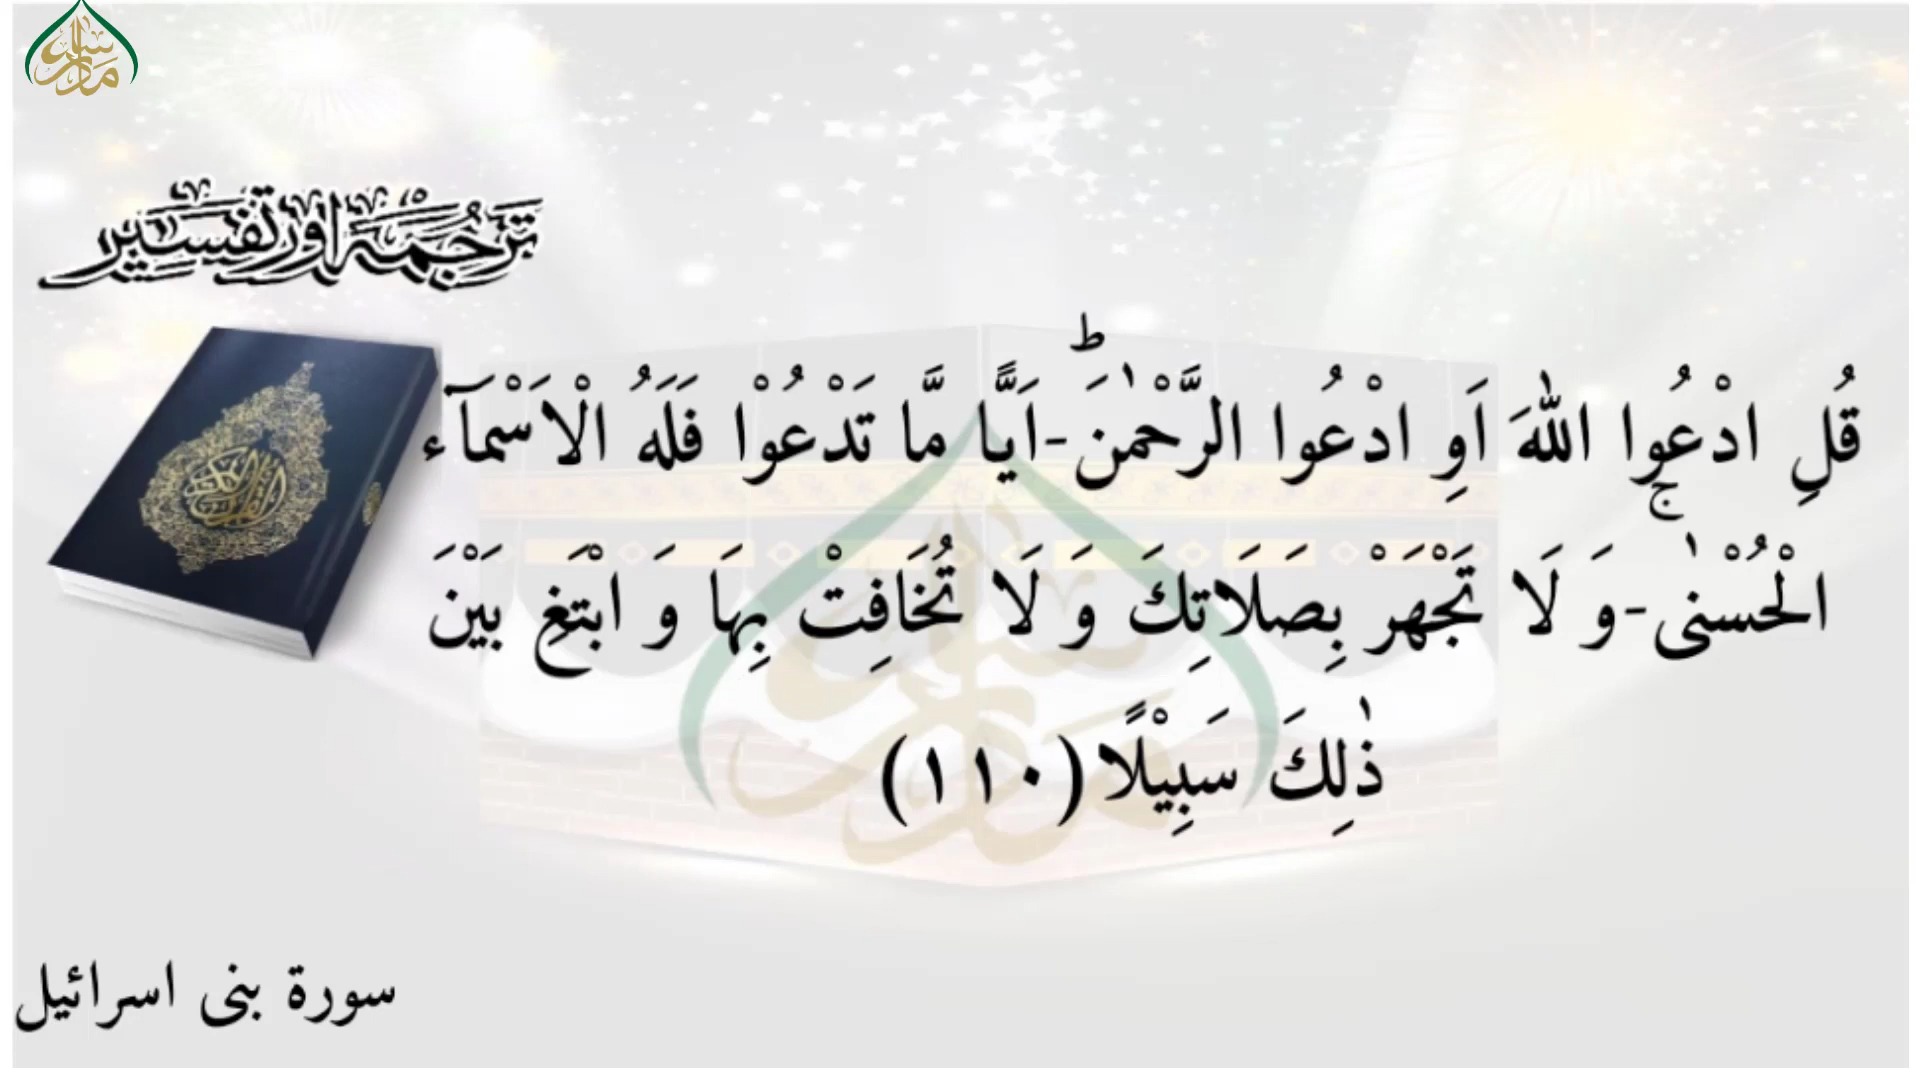 ترجمہ اور تفسیر
قُلِ ادْعُوا اللّٰهَ اَوِ ادْعُوا الرَّحْمٰنَؕ-اَیًّا مَّا تَدْعُوْا فَلَهُ الْاَسْمَآء
الْحُسْنٰىۚ-وَ لَا تَجْهَرْ بِصَلَاتِكَ وَ لَا تُخَافِتْ بِهَا وَ ابْتَغِ بَیْنَ
ذٰلِكَ سَبِیْلًا(۱۱۰)
سورة بنی اسرائیل